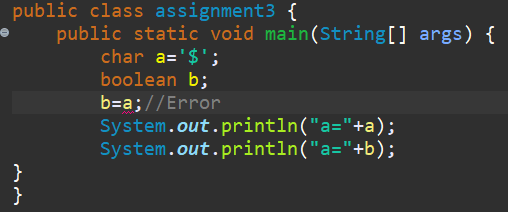 public class assignment3 {
public static void main(String[] args) {
char a='$';
boolean b;
b=a;//Error
System.out.println("a="+a);
System.out.println("a="+b);
}
}